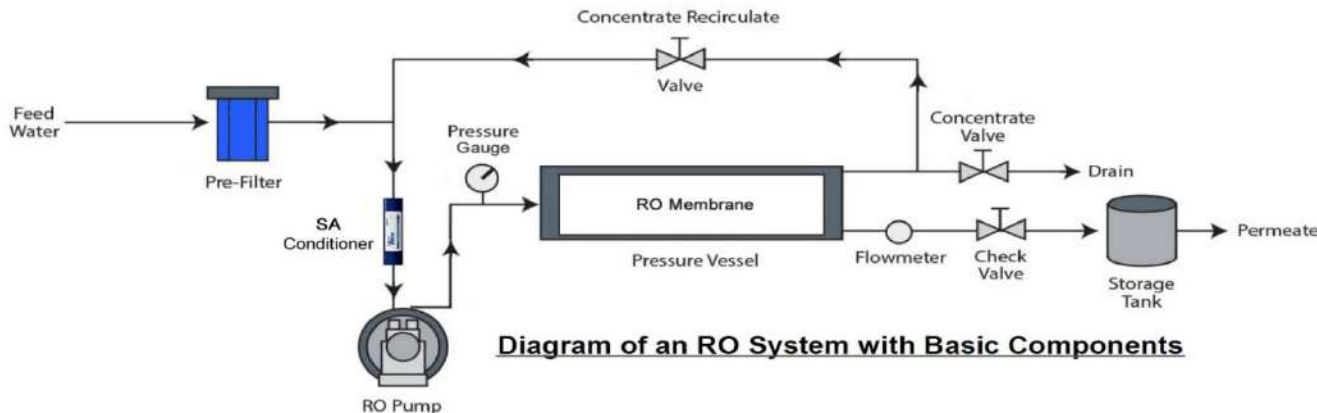 Concentrate Recirculate
Valve
Feed
Water
Pre-Filter
Pressure
Gauge
Concentrate
Valve
Drain
SA
Conditioner
RO Membrane
Pressure Vessel
Flowmeter
Check
Valve
Storage
Tank
Permeate
RO Pump
Diagram of an RO System with Basic Components